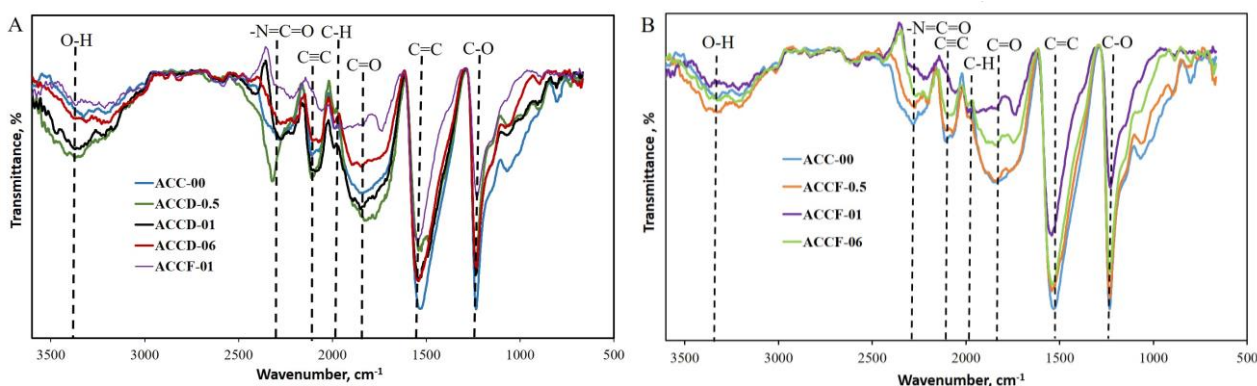 A
O-H
-N=C=O
C-H
C≡C
C=O
C=C
C-O
Transmittance, %
ACC-00
ACCD-0.5
ACCD-01
ACCD-06
ACCF-01
3500 3000 2500 2000 1500 1000 500
Wavenumber, cm⁻¹
B
O-H
-N=C=O
C≡C
C-H
C=O
C=C
C-O
Transmittance , %
ACC-00
ACCF-0.5
ACCF-01
ACCF-06
3500 3000 2500 2000 1500 1000 500
Wavenumber, cm⁻¹